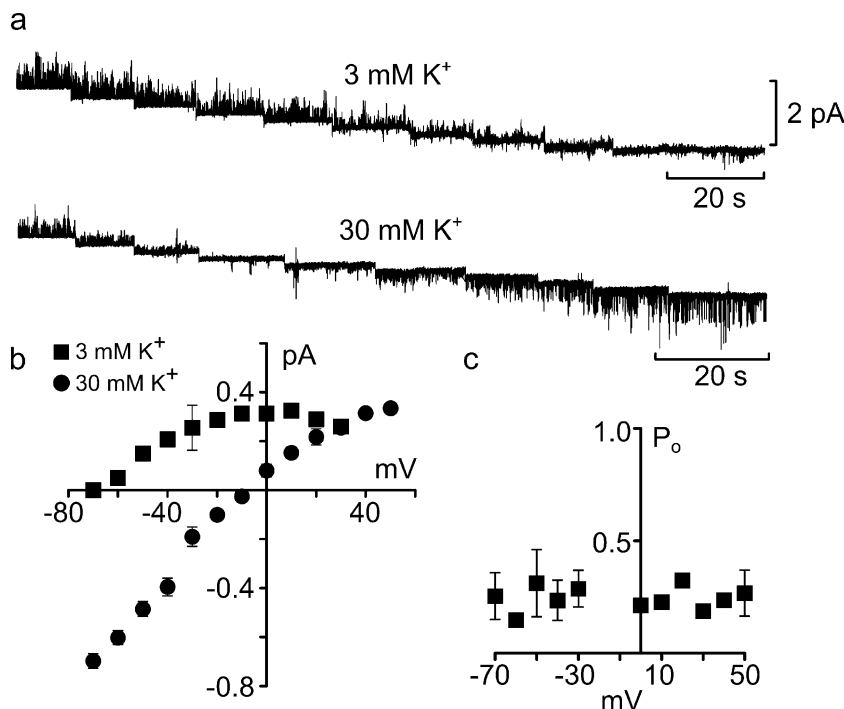 a
3 mM K⁺
2 pA
20 s
30 mM K⁺
20 s
b
■ 3 mM K⁺
● 30 mM K⁺
pA
0.4
mV
-80 -40 40
-0.4
-0.8
c
1.0 Pₒ
0.5
-70 -30 10 50
mV